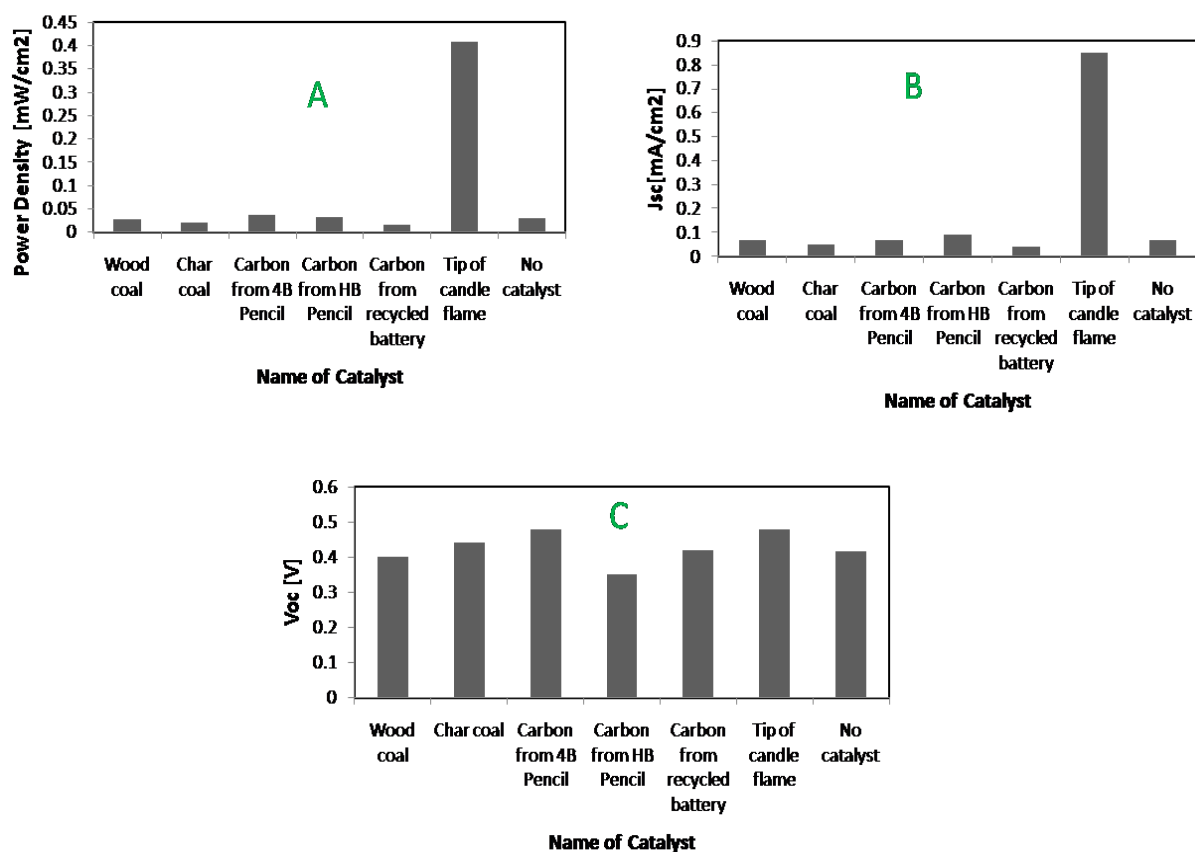 Power Density [mW/cm2]
0.45
0.4
0.35
0.3
0.25
0.2
0.15
0.1
0.05
0
A
Wood Char Carbon Carbon Carbon Tip of No
coal coal from 4B from HB from candle catalyst
Pencil Pencil recycled flame
battery
Name of Catalyst
Jsc[mA/cm2]
0.9
0.8
0.7
0.6
0.5
0.4
0.3
0.2
0.1
0
B
Wood Char Carbon Carbon Carbon Tip of No
coal coal from 4B from HB from candle catalyst
Pencil Pencil recycled flame
battery
Name of Catalyst
Voc [V]
0.6
0.5
0.4
0.3
0.2
0.1
0
C
Wood Char coal Carbon Carbon Carbon Tip of No
coal from 4B from HB from candle catalyst
Pencil Pencil recycled flame
battery
Name of Catalyst